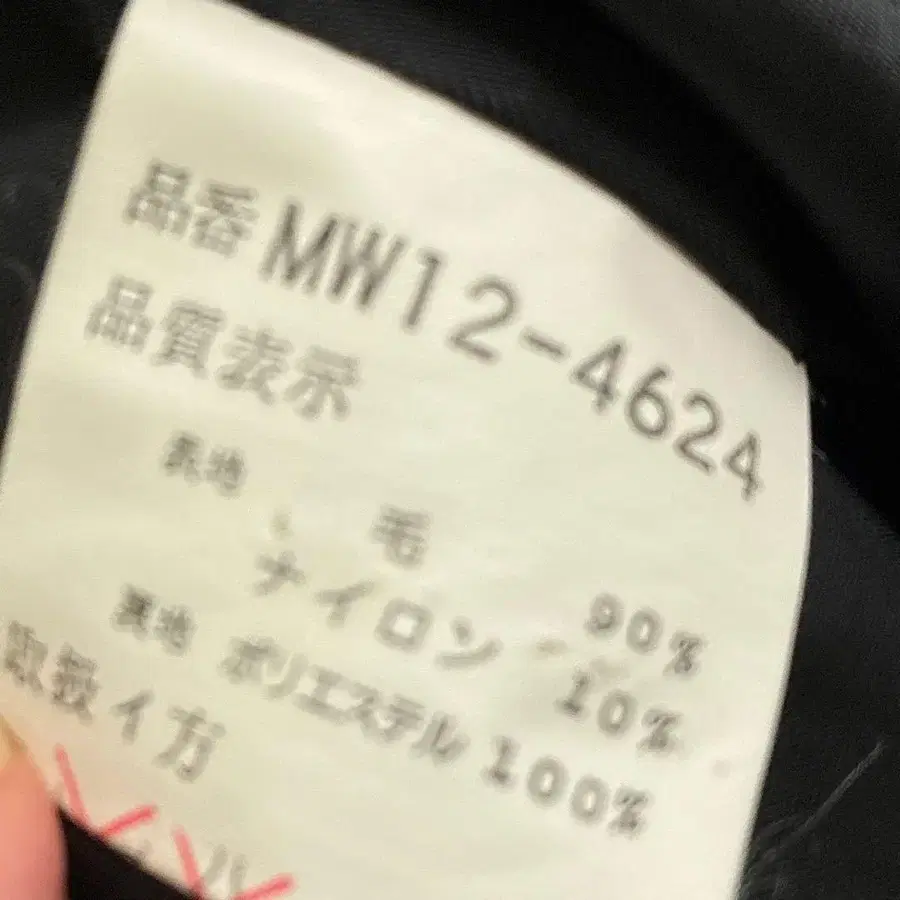 品番 MW12-4624
品質表示
表地 毛 90%
ナイロン 10%
裏地 ポリエステル 100%
取扱イ方